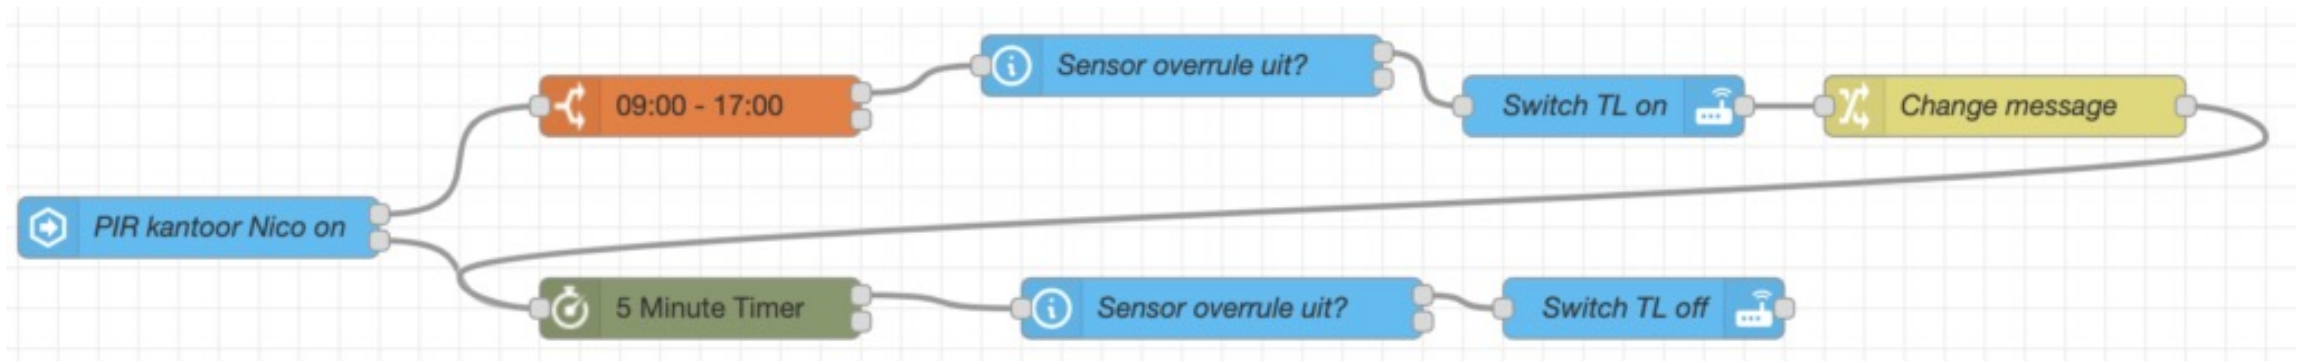 Sensor overrule uit?
09:00 - 17:00
Switch TL on
Change message
PIR kantoor Nico on
5 Minute Timer
Sensor overrule uit?
Switch TL off